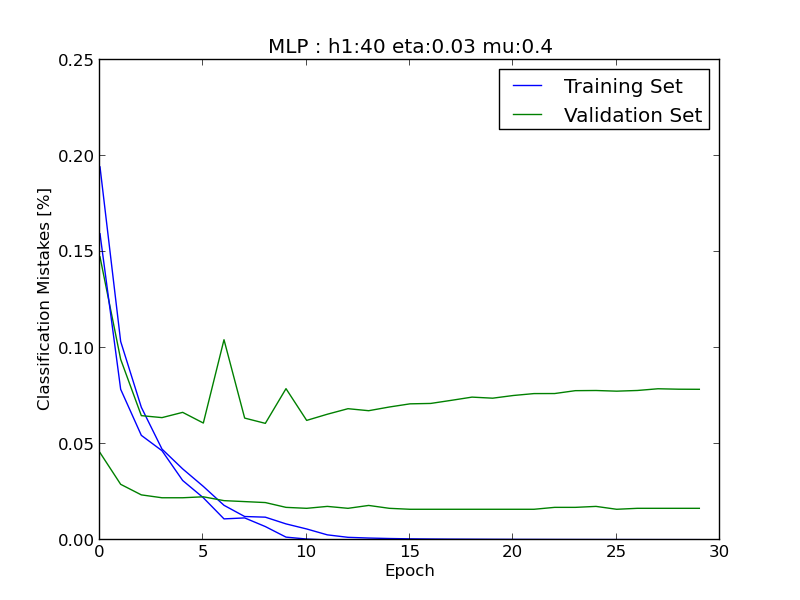 MLP : h1:40 eta:0.03 mu:0.4
0.25
0.20
0.15
0.10
0.05
0.00
Classification Mistakes [%]
Training Set
Validation Set
0 5 10 15 20 25 30
Epoch